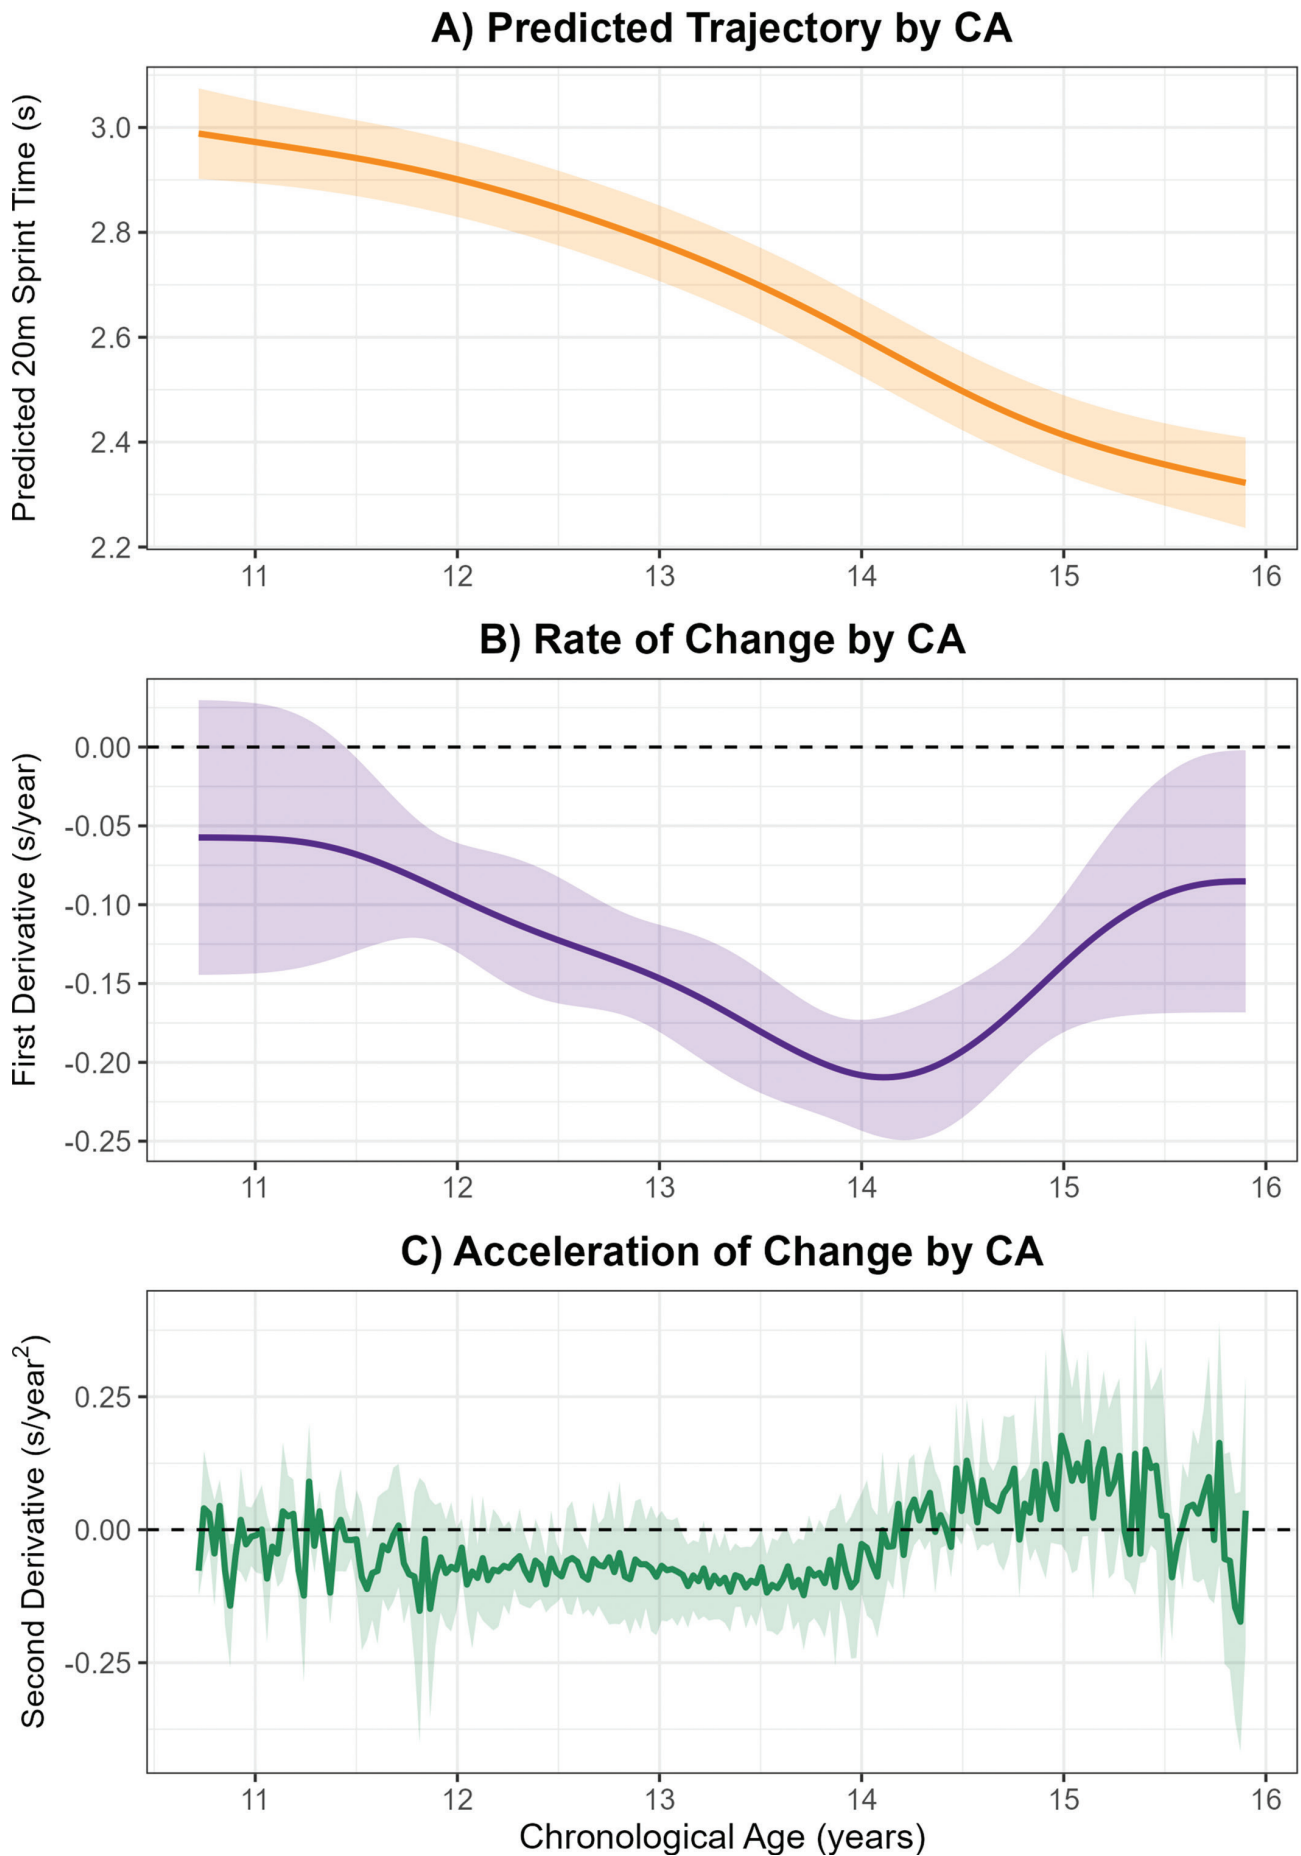 A) Predicted Trajectory by CA
Predicted 20m Sprint Time (s)
3.0
2.8
2.6
2.4
2.2
11 12 13 14 15 16
B) Rate of Change by CA
First Derivative (s/year)
0.00
-0.05
-0.10
-0.15
-0.20
-0.25
11 12 13 14 15 16
C) Acceleration of Change by CA
Second Derivative (s/year²)
0.25
0.00
-0.25
11 12 13 14 15 16
Chronological Age (years)